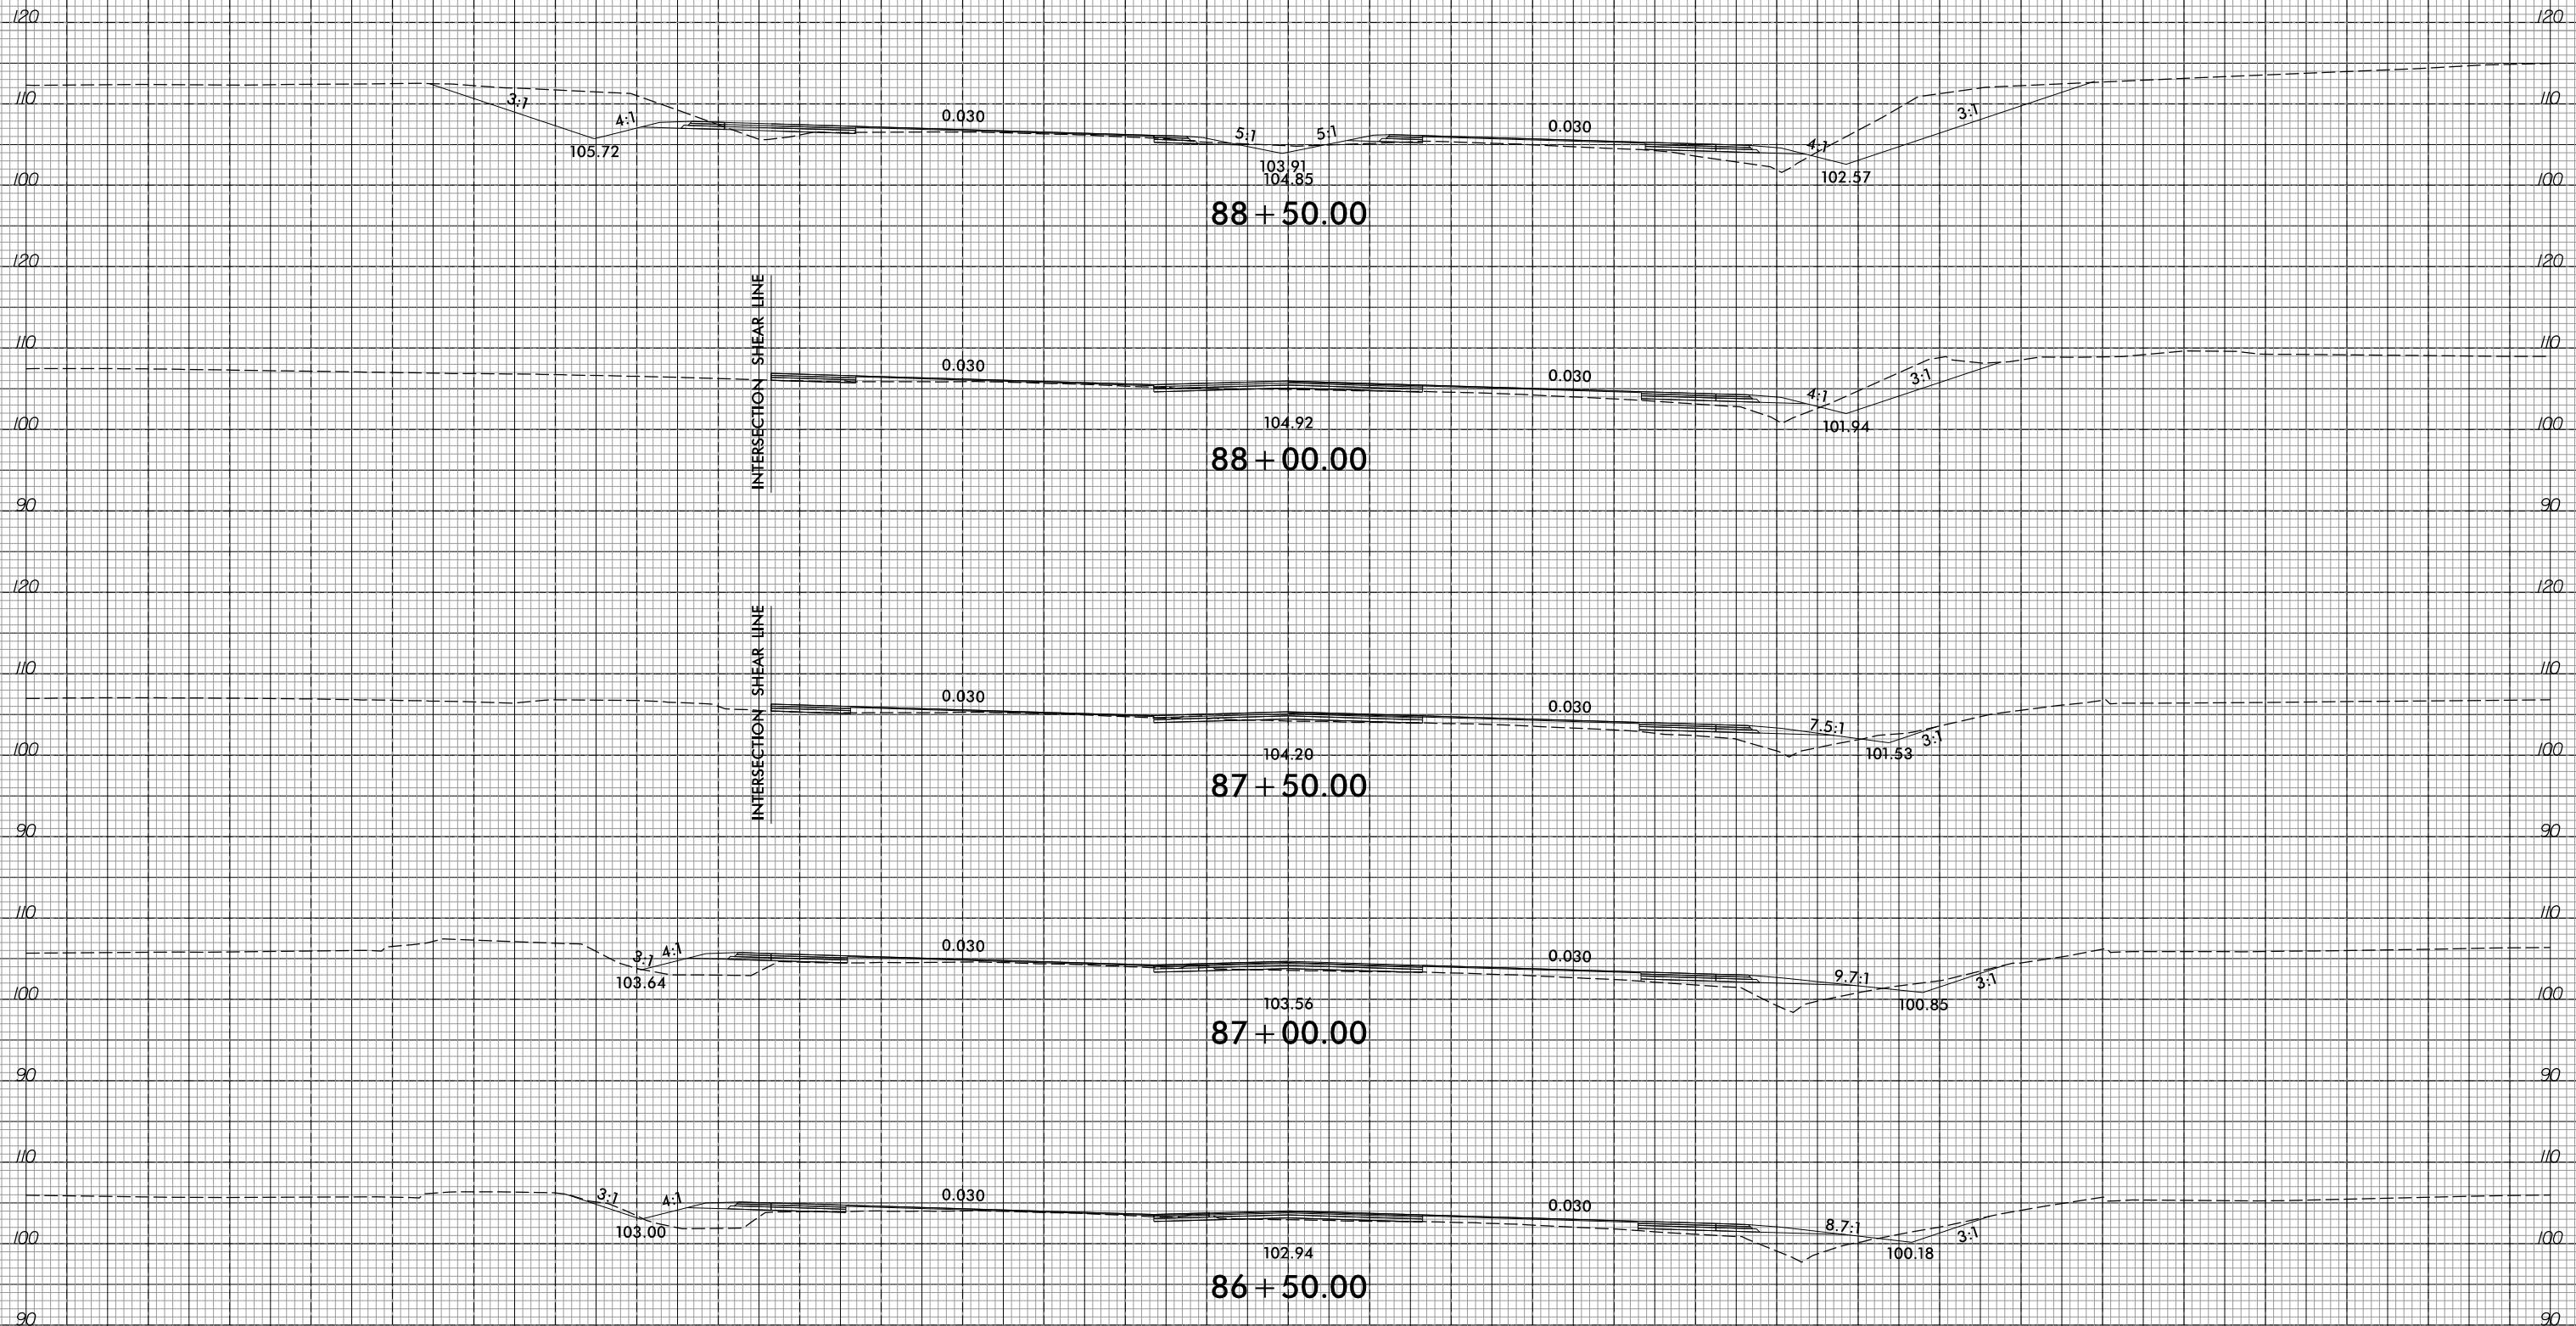 120 120
3:1
110 110
4:1 0.030 5:1 5:1 0.030 4:1 3:1
105.72 103.91 102.57
100 104.85 100
88+50.00
120 120
INTERSECTION SHEAR LINE
110 110
0.030 0.030 4:1 3:1
100 104.92 101.94 100
88+00.00
90 90
120 120
INTERSECTION SHEAR LINE
110 110
0.030 0.030 7.5:1 3:1
100 104.20 101.53 100
87+50.00
90 90
110 110
3:1 4:1 0.030 0.030 9.7:1 3:1
103.64
100 103.56 100.85 100
87+00.00
90 90
110 110
3:1 4:1 0.030 0.030 8.7:1 3:1
103.00
100 102.94 100.18 100
86+50.00
90 90